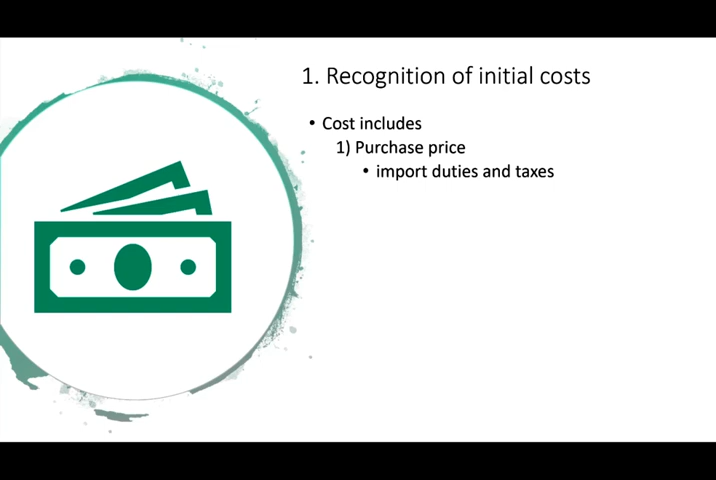 1. Recognition of initial costs
• Cost includes
1) Purchase price
• import duties and taxes